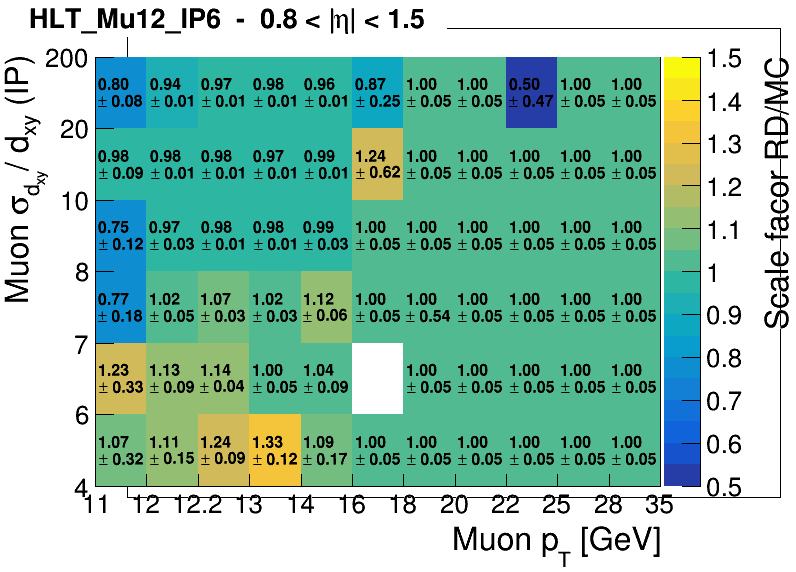 HLT_Mu12_IP6 - 0.8 < |η| < 1.5
Muon σdxy / dxy (IP)
200
20
10
8
7
6
4
0.80 0.94 0.97 0.98 0.96 0.87 1.00 1.00 0.50 1.00 1.00
± 0.08 ± 0.01 ± 0.01 ± 0.01 ± 0.01 ± 0.25 ± 0.05 ± 0.05 ± 0.47 ± 0.05 ± 0.05
0.98 0.98 0.98 0.97 0.99 1.24 1.00 1.00 1.00 1.00 1.00
± 0.09 ± 0.01 ± 0.01 ± 0.01 ± 0.01 ± 0.62 ± 0.05 ± 0.05 ± 0.05 ± 0.05 ± 0.05
0.75 0.97 0.98 0.98 0.99 1.00 1.00 1.00 1.00 1.00 1.00
± 0.12 ± 0.03 ± 0.01 ± 0.01 ± 0.03 ± 0.05 ± 0.05 ± 0.05 ± 0.05 ± 0.05 ± 0.05
0.77 1.02 1.07 1.02 1.12 1.00 1.00 1.00 1.00 1.00 1.00
± 0.18 ± 0.05 ± 0.03 ± 0.03 ± 0.06 ± 0.05 ± 0.54 ± 0.05 ± 0.05 ± 0.05 ± 0.05
1.23 1.13 1.14 1.00 1.04 1.00 1.00 1.00 1.00 1.00
± 0.33 ± 0.09 ± 0.04 ± 0.05 ± 0.09 ± 0.05 ± 0.05 ± 0.05 ± 0.05 ± 0.05
1.07 1.11 1.24 1.33 1.09 1.00 1.00 1.00 1.00 1.00 1.00
± 0.32 ± 0.15 ± 0.09 ± 0.12 ± 0.17 ± 0.05 ± 0.05 ± 0.05 ± 0.05 ± 0.05 ± 0.05
11 12 12.2 13 14 16 18 20 22 25 28 35
Muon pT [GeV]
1.5
1.4
1.3
1.2
1.1
1
0.9
0.8
0.7
0.6
0.5
Scale facor RD/MC